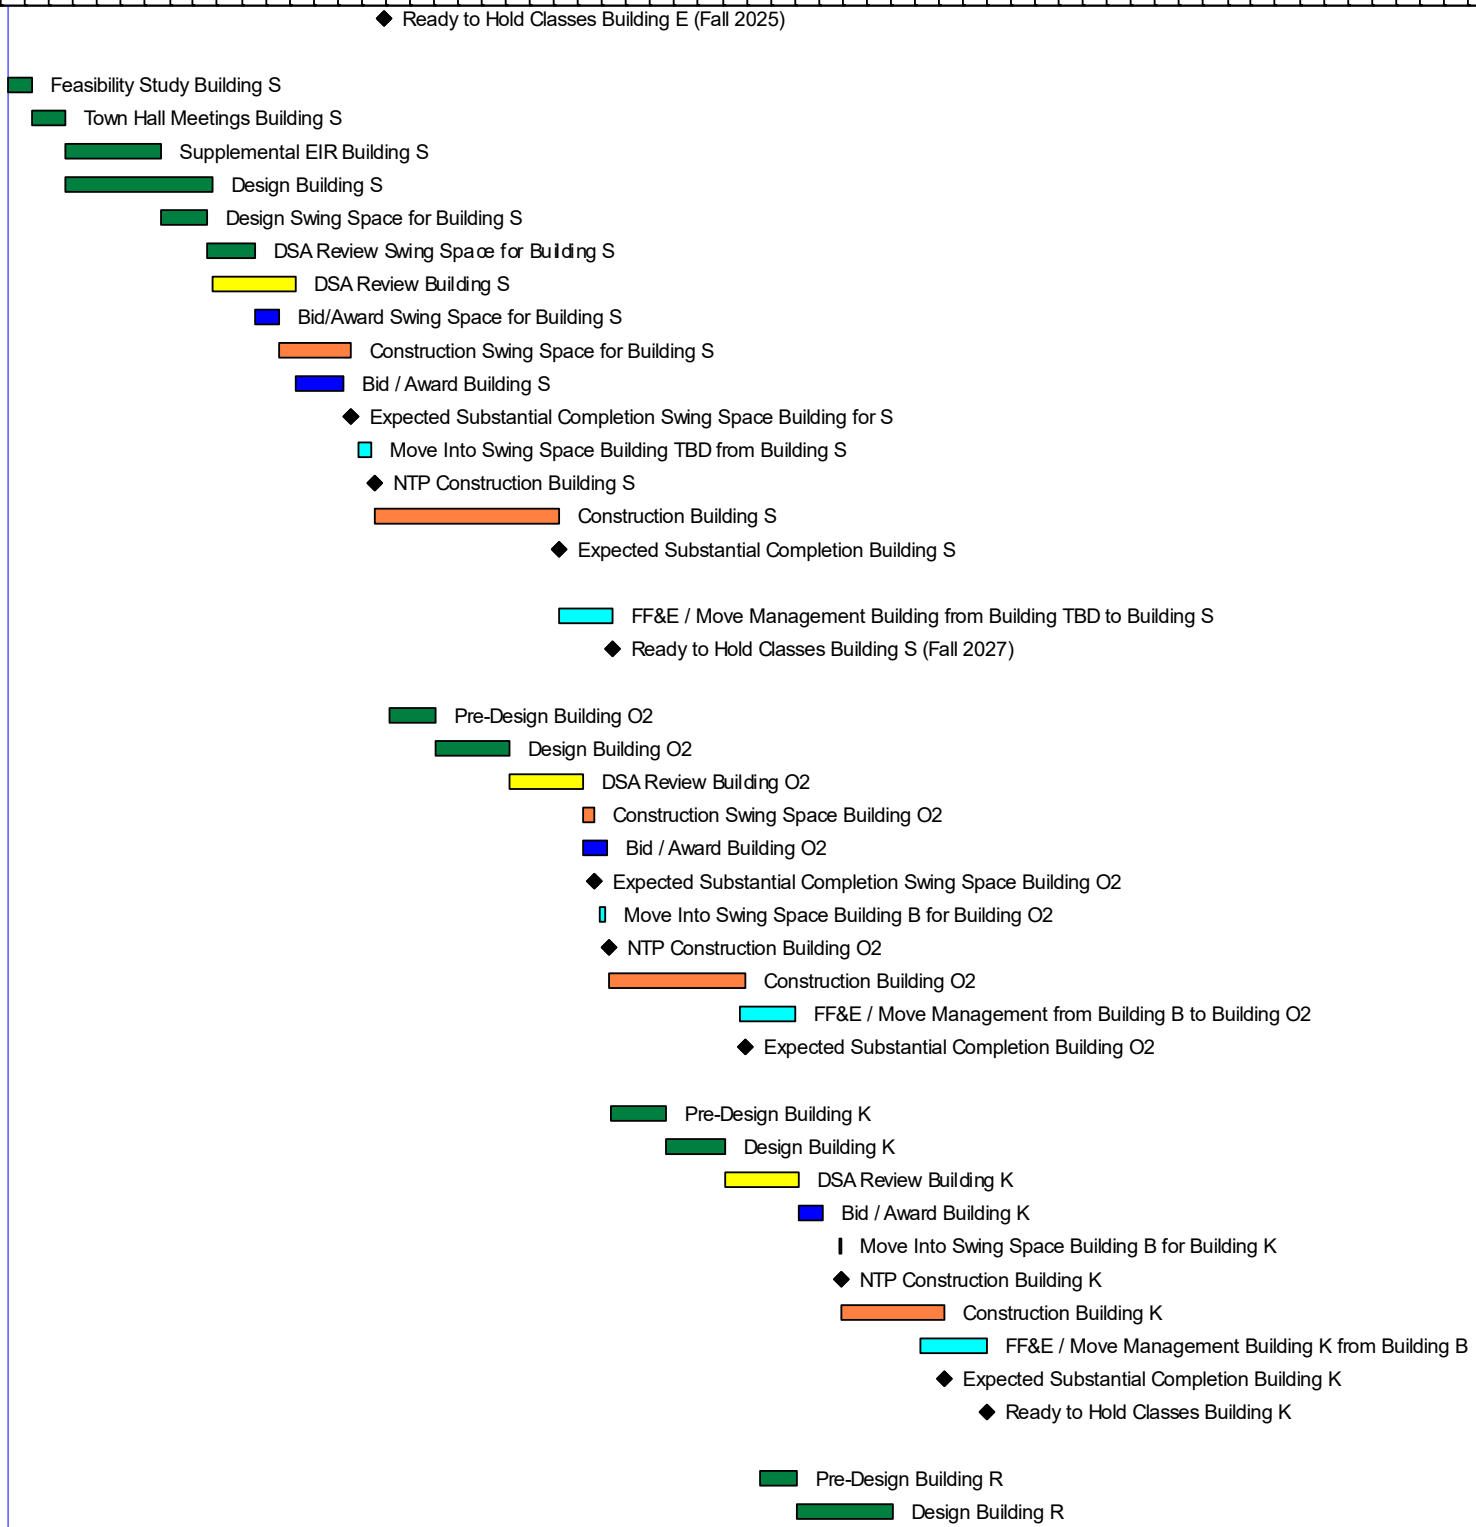 Ready to Hold Classes Building E (Fall 2025)
Feasibility Study Building S
Town Hall Meetings Building S
Supplemental EIR Building S
Design Building S
Design Swing Space for Building S
DSA Review Swing Space for Building S
DSA Review Building S
Bid/Award Swing Space for Building S
Construction Swing Space for Building S
Bid / Award Building S
Expected Substantial Completion Swing Space Building for S
Move Into Swing Space Building TBD from Building S
NTP Construction Building S
Construction Building S
Expected Substantial Completion Building S
FF&E / Move Management Building from Building TBD to Building S
Ready to Hold Classes Building S (Fall 2027)
Pre-Design Building O2
Design Building O2
DSA Review Building O2
Construction Swing Space Building O2
Bid / Award Building O2
Expected Substantial Completion Swing Space Building O2
Move Into Swing Space Building B for Building O2
NTP Construction Building O2
Construction Building O2
FF&E / Move Management from Building B to Building O2
Expected Substantial Completion Building O2
Pre-Design Building K
Design Building K
DSA Review Building K
Bid / Award Building K
Move Into Swing Space Building B for Building K
NTP Construction Building K
Construction Building K
FF&E / Move Management Building K from Building B
Expected Substantial Completion Building K
Ready to Hold Classes Building K
Pre-Design Building R
Design Building R